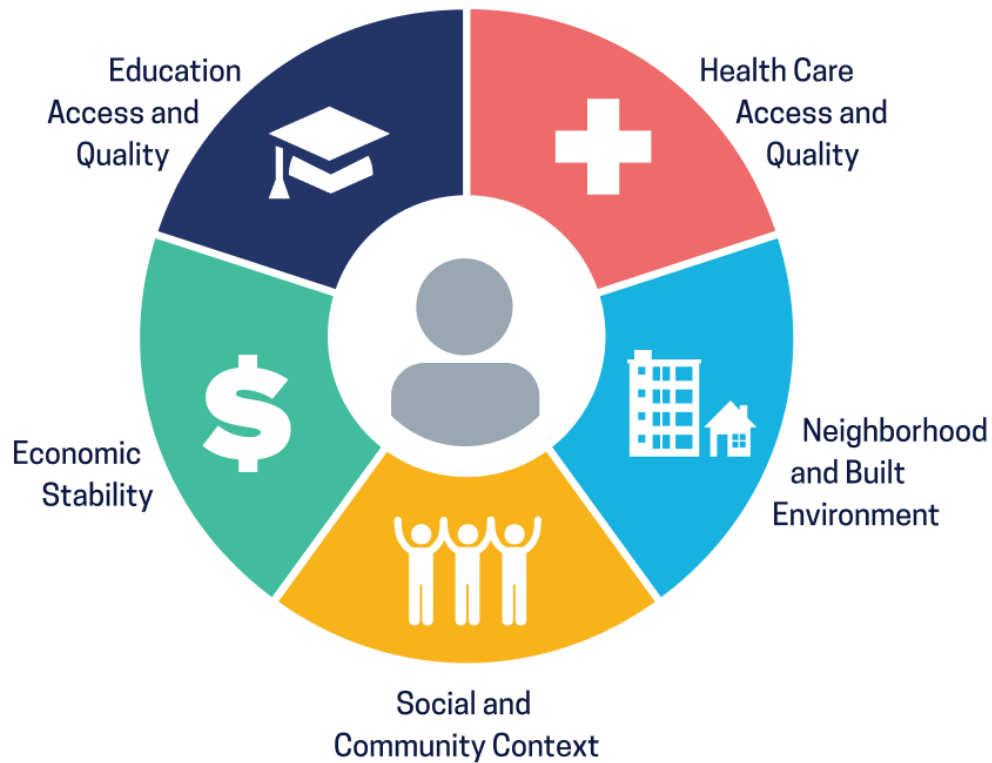 Education
Access and
Quality
Health Care
Access and
Quality
Economic
Stability
Neighborhood
and Built
Environment
Social and
Community Context